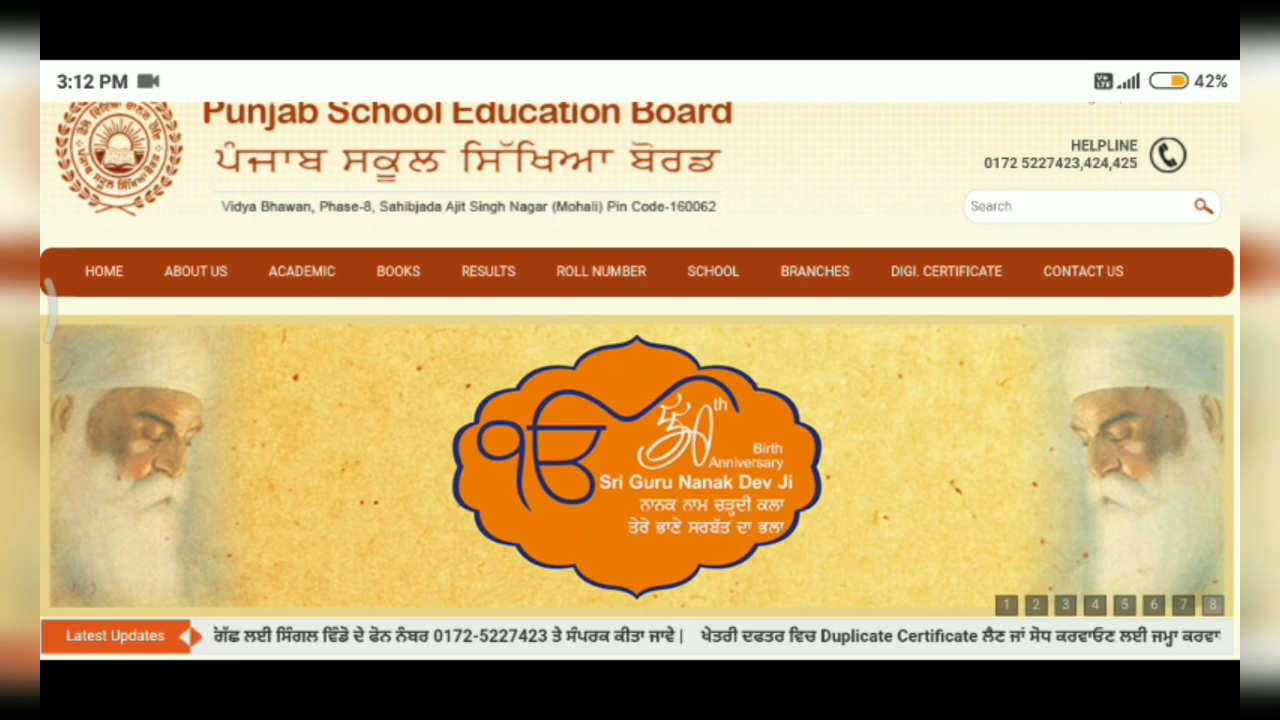 3:12 PM
42%
Punjab School Education Board
ਪੰਜਾਬ ਸਕੂਲ ਸਿੱਖਿਆ ਬੋਰਡ
Vidya Bhawan, Phase-8, Sahibjada Ajit Singh Nagar (Mohali) Pin Code-160062
HELPLINE
0172 5227423,424,425
Search
HOME ABOUT US ACADEMIC BOOKS RESULTS ROLL NUMBER SCHOOL BRANCHES DIGI. CERTIFICATE CONTACT US
ੴ
th
Birth
Anniversary
Sri Guru Nanak Dev Ji
ਨਾਨਕ ਨਾਮ ਚੜ੍ਹਦੀ ਕਲਾ
ਤੇਰੇ ਭਾਣੇ ਸਰਬੱਤ ਦਾ ਭਲਾ
1 2 3 4 5 6 7 8
Latest Updates ਗੱਛ ਲਈ ਸਿੰਗਲ ਵਿੰਡੋ ਦੇ ਫੋਨ ਨੰਬਰ 0172-5227423 ਤੇ ਸੰਪਰਕ ਕੀਤਾ ਜਾਵੇ | ਖੇਤਰੀ ਦਫਤਰ ਵਿਚ Duplicate Certificate ਲੈਣ ਜਾਂ ਸੋਧ ਕਰਵਾਓਣ ਲਈ ਜਮ੍ਹਾ ਕਰਵਾ